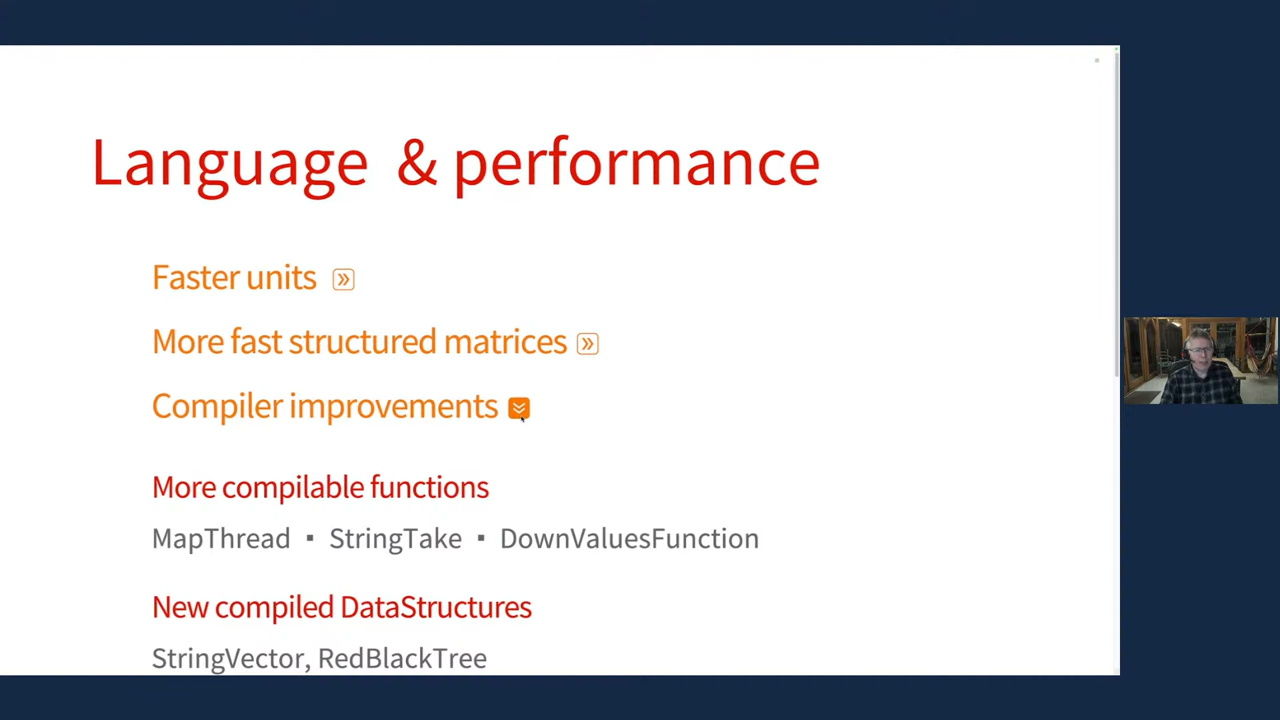 Language & performance
Faster units
More fast structured matrices
Compiler improvements
More compilable functions
MapThread ▪ StringTake ▪ DownValuesFunction
New compiled DataStructures
StringVector, RedBlackTree